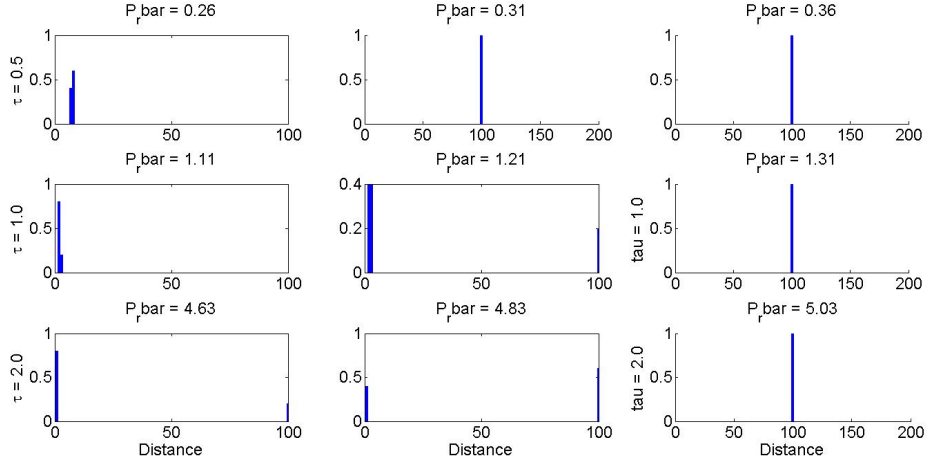 P_r bar = 0.26 P_r bar = 0.31 P_r bar = 0.36
τ = 0.5
1 1 1
0.5 0.5 0.5
0 0 0
0 50 100 0 50 100 150 200 0 50 100 150 200
P_r bar = 1.11 P_r bar = 1.21 P_r bar = 1.31
τ = 1.0 tau = 1.0
1 0.4 1
0.5 0.2 0.5
0 0 0
0 50 100 0 50 100 0 50 100 150 200
P_r bar = 4.63 P_r bar = 4.83 P_r bar = 5.03
τ = 2.0 tau = 2.0
1 1 1
0.5 0.5 0.5
0 0 0
0 50 100 0 50 100 0 50 100 150 200
Distance Distance Distance